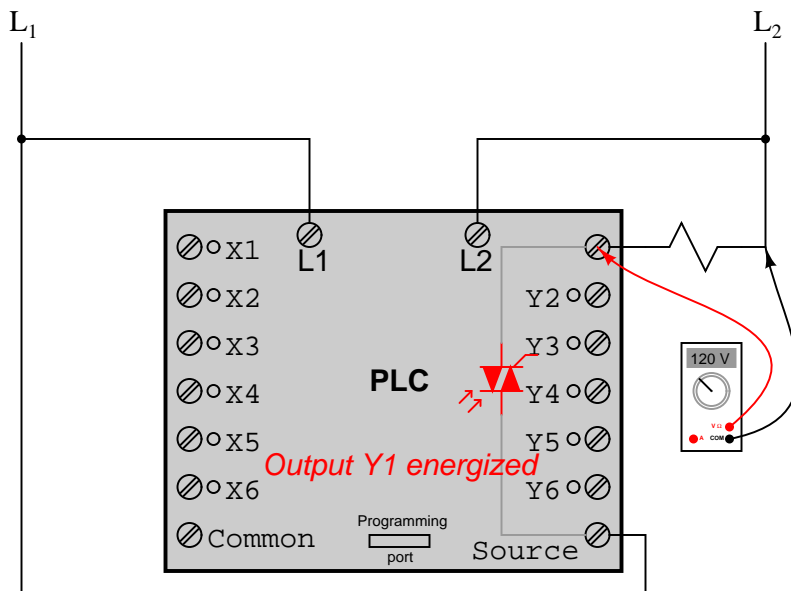 L1
L2
X1
L1
L2
X2
Y2
X3
Y3
120 V
X4
PLC
Y4
V Ω
A COM
X5
Y5
Output Y1 energized
X6
Y6
Programming
port
Common
Source